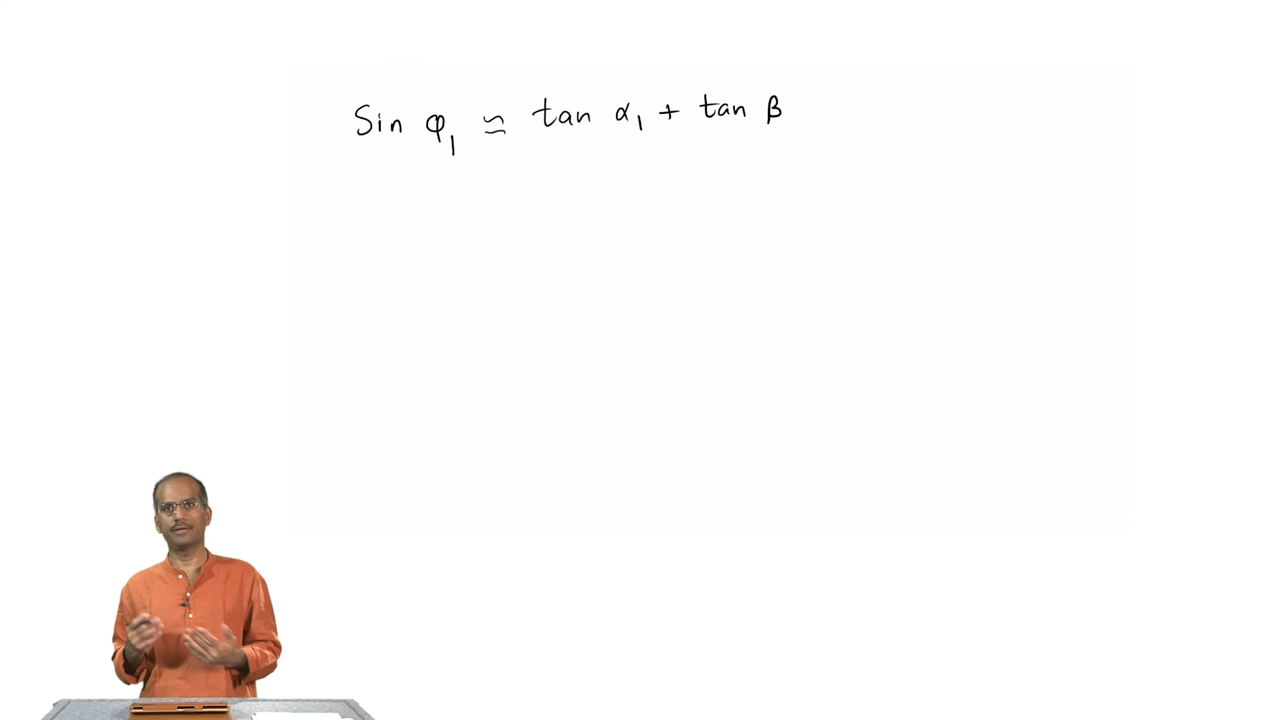 Sin φ₁ ≈ tan α₁ + tan β